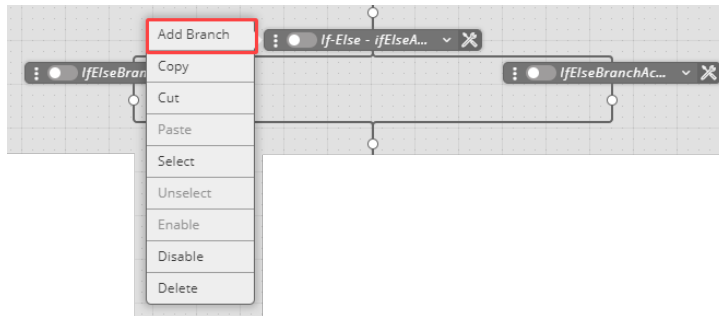 Add Branch
If-Else - ifElseA...
IfElseBran
Copy
IfElseBranchAc...
Cut
Paste
Select
Unselect
Enable
Disable
Delete